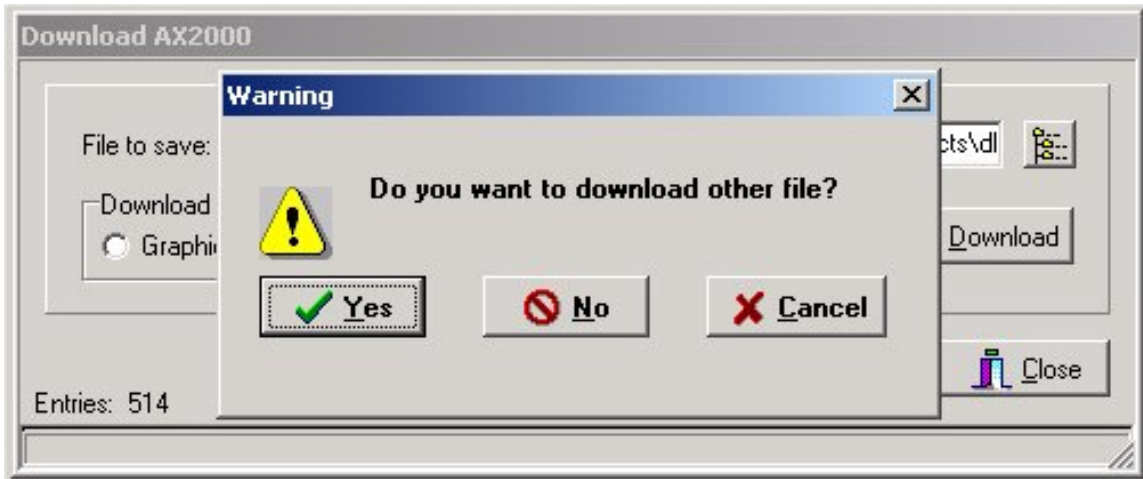 Download AX2000
Warning
File to save:
cts\dl
Do you want to download other file?
Download
Download
Yes
No
Cancel
Close
Entries: 514